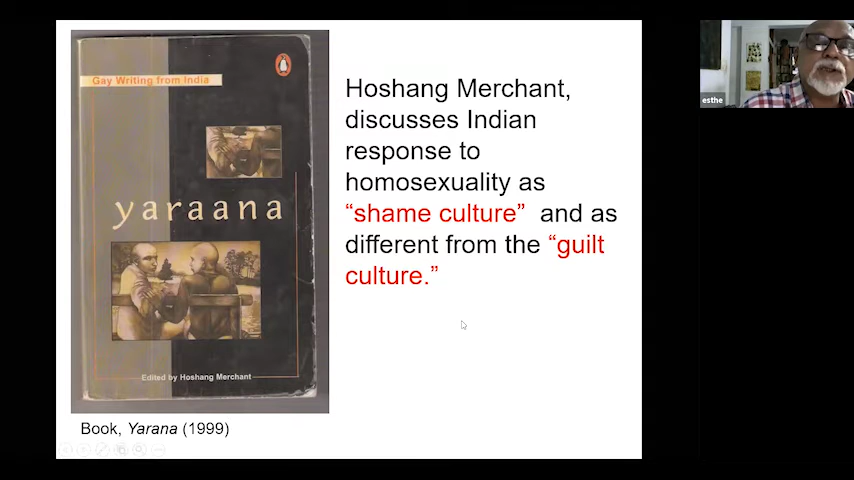 Gay Writing from India
yaraana
Edited by Hoshang Merchant
Book, Yarana (1999)
Hoshang Merchant,
discusses Indian
response to
homosexuality as
“shame culture” and as
different from the “guilt
culture.”
esthe